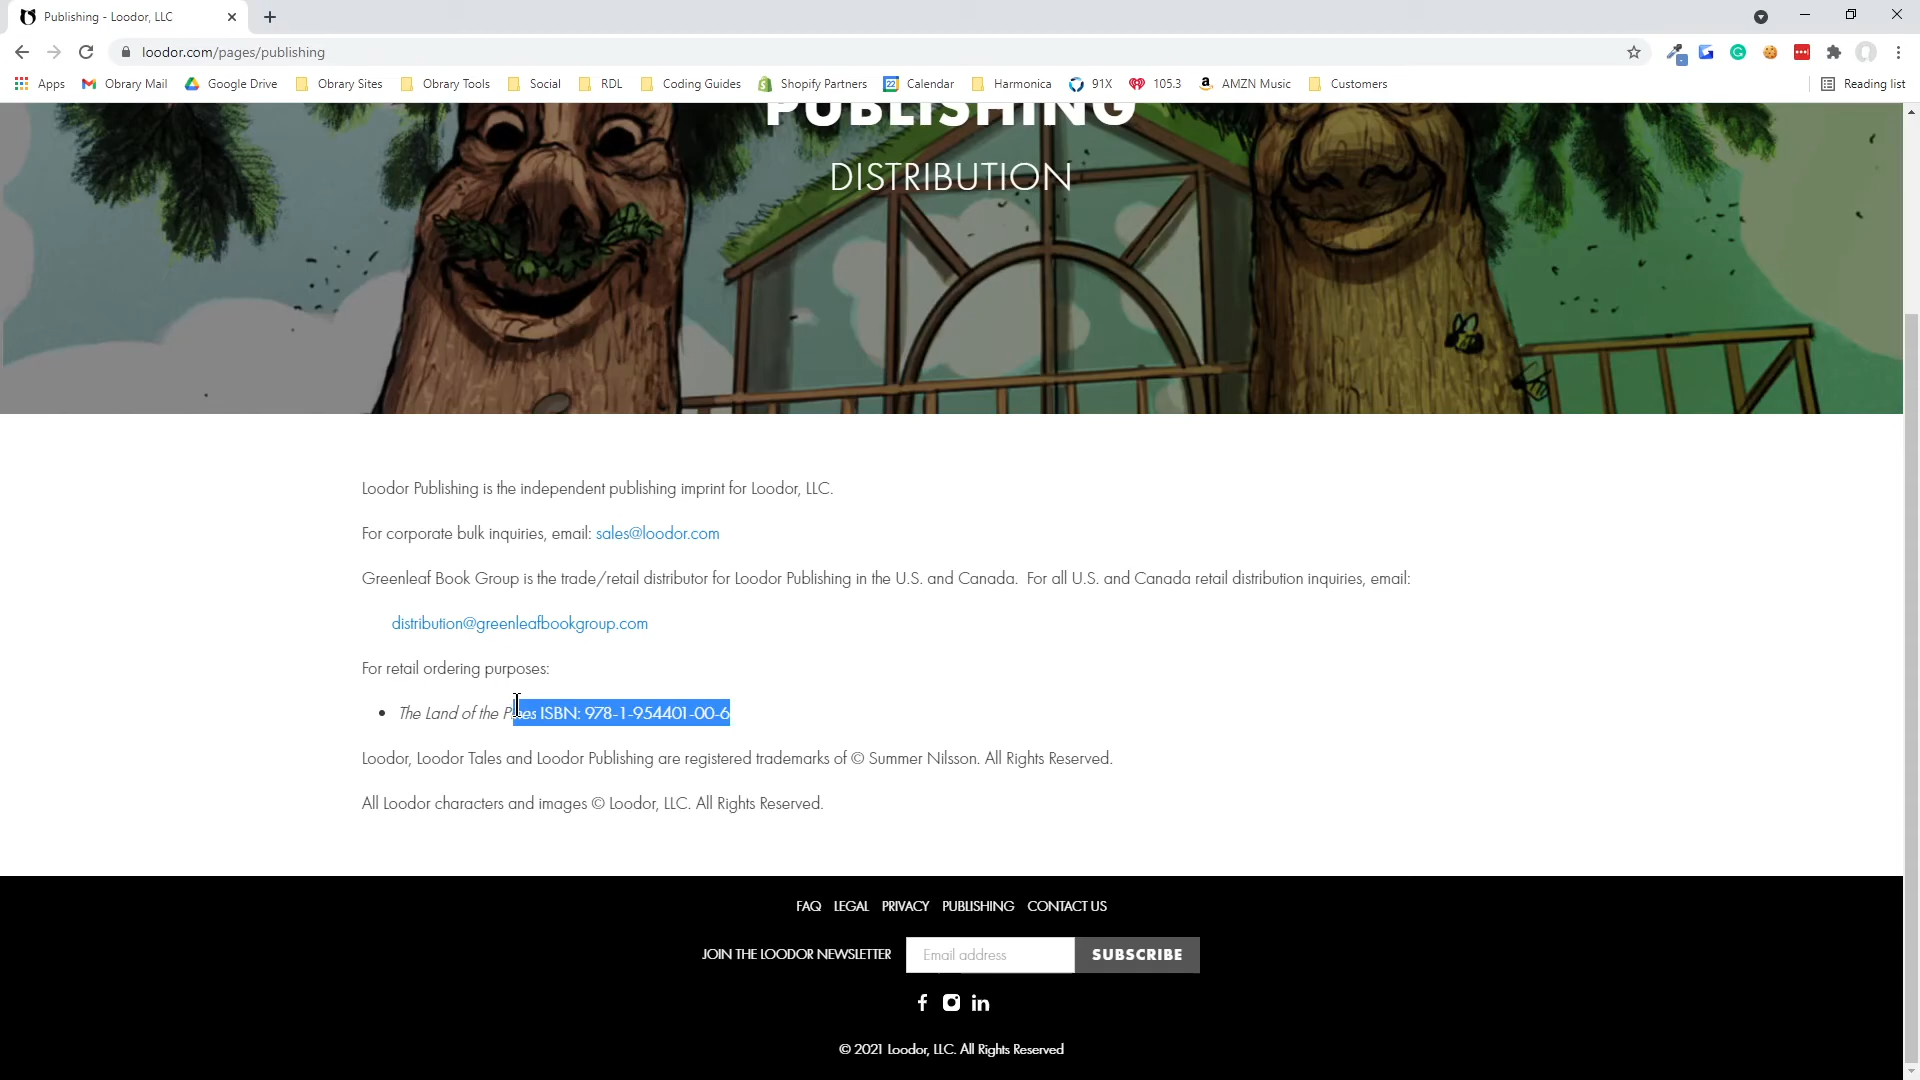 Publishing - Loodor, LLC
loodor.com/pages/publishing
Apps Obrary Mail Google Drive Obrary Sites Obrary Tools Social RDL Coding Guides Shopify Partners 22 Calendar Harmonica 91X 105.3 AMZN Music Customers Reading list
PUBLISHING
DISTRIBUTION
Loodor Publishing is the independent publishing imprint for Loodor, LLC.
For corporate bulk inquiries, email: sales@loodor.com
Greenleaf Book Group is the trade/retail distributor for Loodor Publishing in the U.S. and Canada. For all U.S. and Canada retail distribution inquiries, email:
distribution@greenleafbookgroup.com
For retail ordering purposes:
• The Land of the Pines ISBN: 978-1-954401-00-6
Loodor, Loodor Tales and Loodor Publishing are registered trademarks of © Summer Nilsson. All Rights Reserved.
All Loodor characters and images © Loodor, LLC. All Rights Reserved.
FAQ LEGAL PRIVACY PUBLISHING CONTACT US
JOIN THE LOODOR NEWSLETTER Email address SUBSCRIBE
© 2021 Loodor, LLC. All Rights Reserved